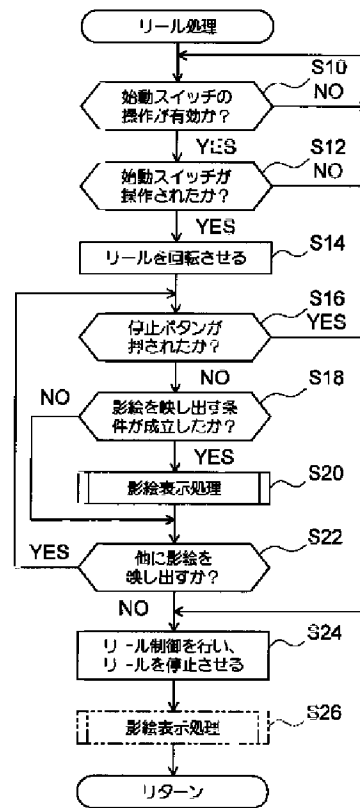 リール処理
S10
始動スイッチの
操作が有効か?
NO
YES
S12
始動スイッチが
操作されたか?
NO
YES
S14
リールを回転させる
S16
停止ボタンが
押されたか?
YES
NO
S18
影絵を映し出す条
件が成立したか?
NO
YES
S20
影絵表示処理
S22
他に影絵を
映し出すか?
YES
NO
S24
リール制御を行い、
リールを停止させる
S26
影絵表示処理
リターン